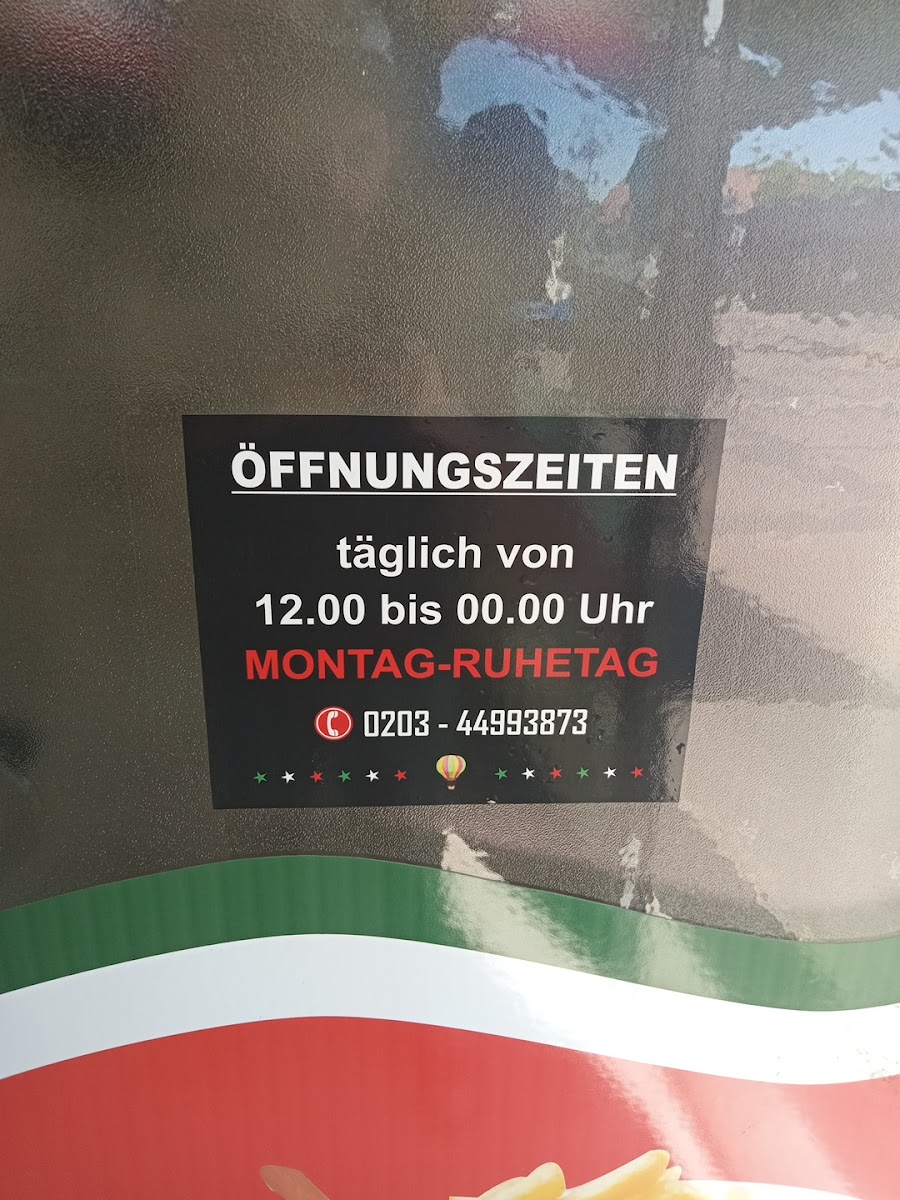 ÖFFNUNGSZEITEN
täglich von
12.00 bis 00.00 Uhr
MONTAG-RUHETAG
0203 - 44993873